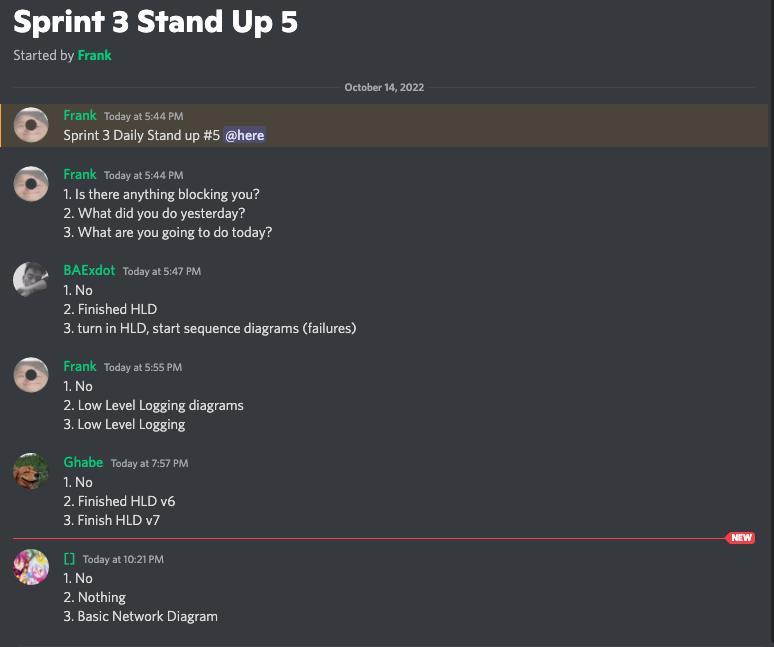 Sprint 3 Stand Up 5
Started by Frank
October 14, 2022
Frank Today at 5:44 PM
Sprint 3 Daily Stand up #5 @here
Frank Today at 5:44 PM
1. Is there anything blocking you?
2. What did you do yesterday?
3. What are you going to do today?
BAExdot Today at 5:47 PM
1. No
2. Finished HLD
3. turn in HLD, start sequence diagrams (failures)
Frank Today at 5:55 PM
1. No
2. Low Level Logging diagrams
3. Low Level Logging
Ghabe Today at 7:57 PM
1. No
2. Finished HLD v6
3. Finish HLD v7
NEW
[] Today at 10:21 PM
1. No
2. Nothing
3. Basic Network Diagram